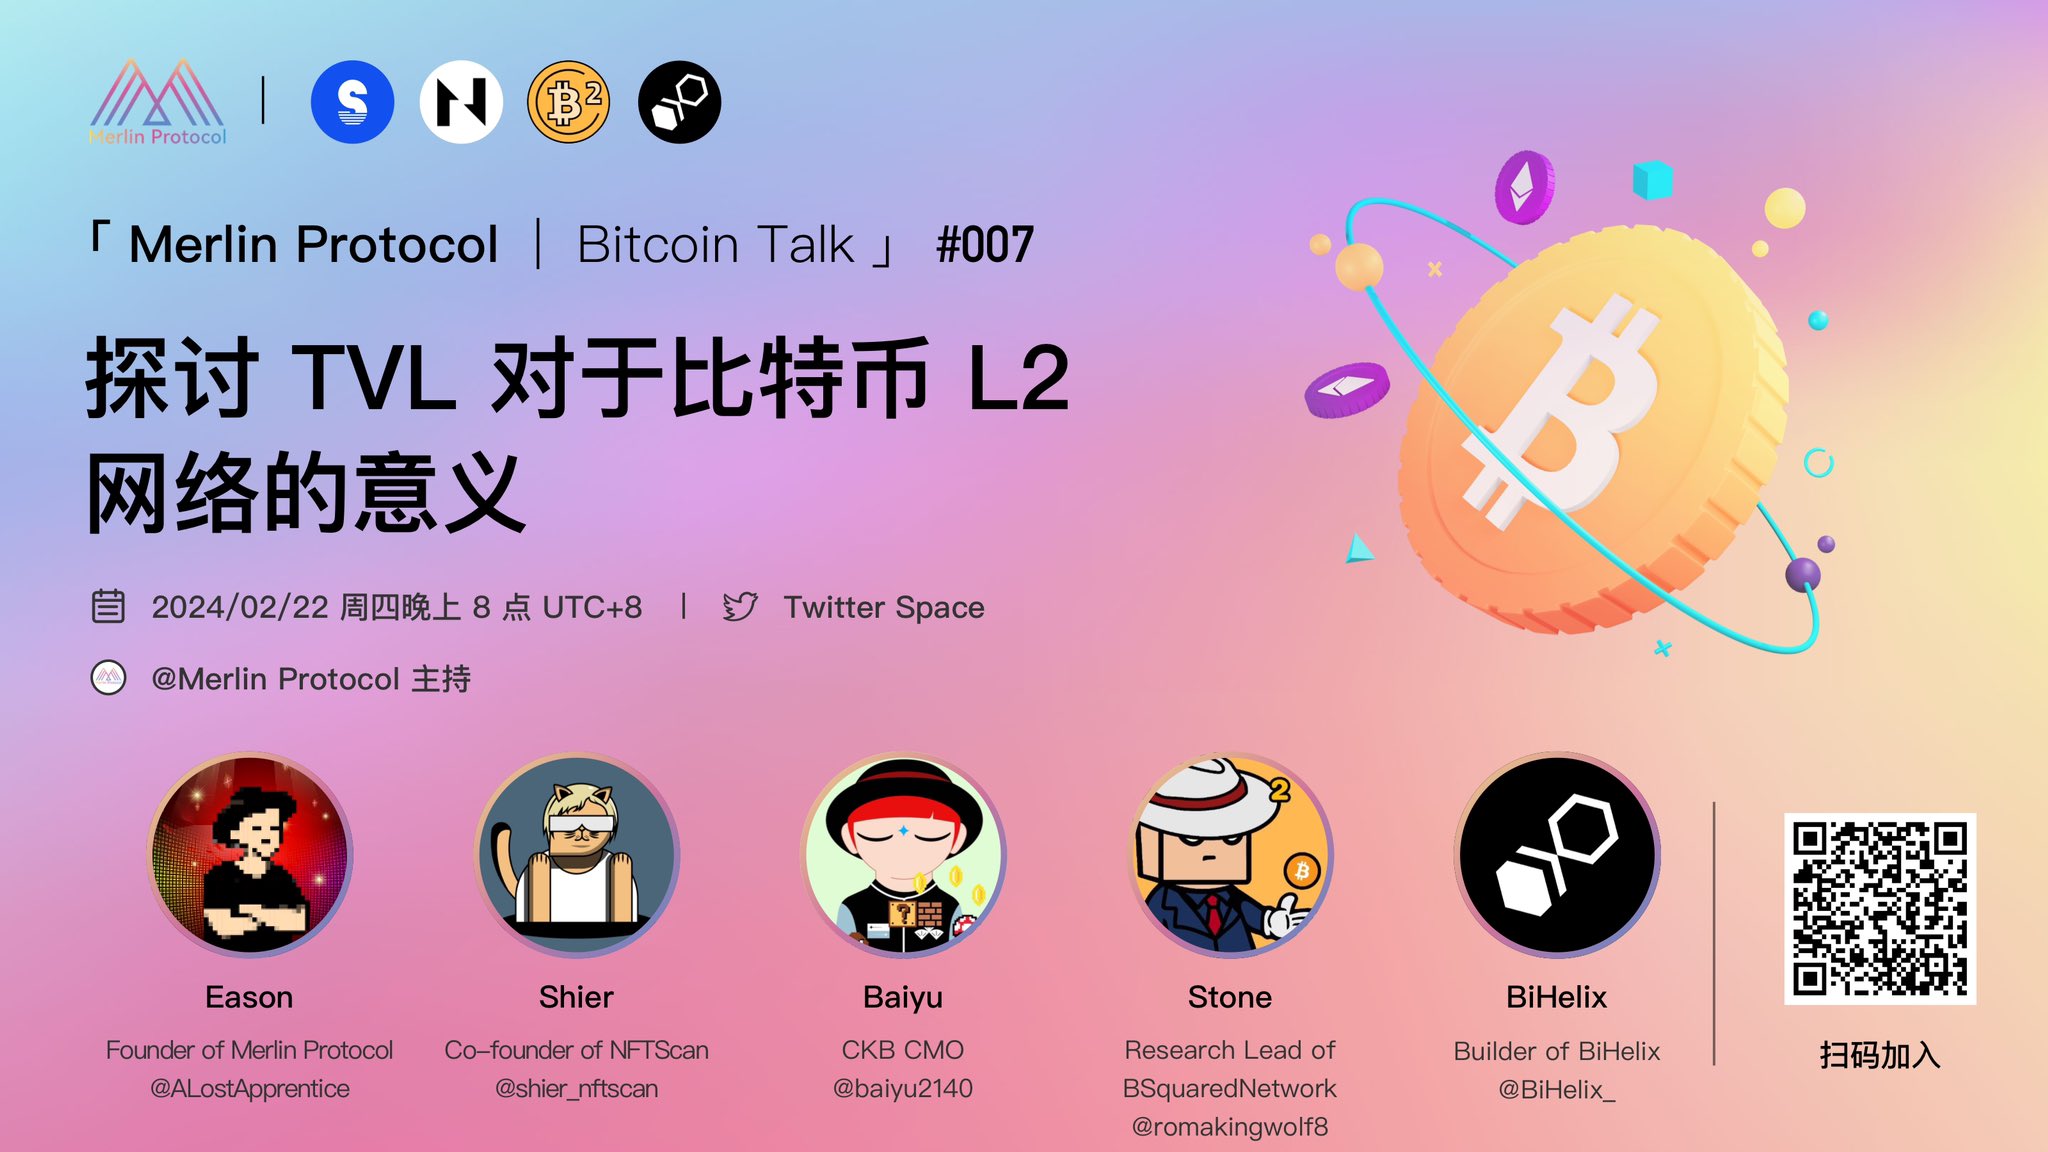 Merlin Protocol
「 Merlin Protocol | Bitcoin Talk 」 #007
探讨 TVL 对于比特币 L2
网络的意义
2024/02/22 周四晚上 8 点 UTC+8 | Twitter Space
@Merlin Protocol 主持
Eason
Founder of Merlin Protocol
@ALostApprentice
Shier
Co-founder of NFTScan
@shier_nftscan
Baiyu
CKB CMO
@baiyu2140
Stone
Research Lead of
BSquaredNetwork
@romakingwolf8
BiHelix
Builder of BiHelix
@BiHelix_
扫码加入